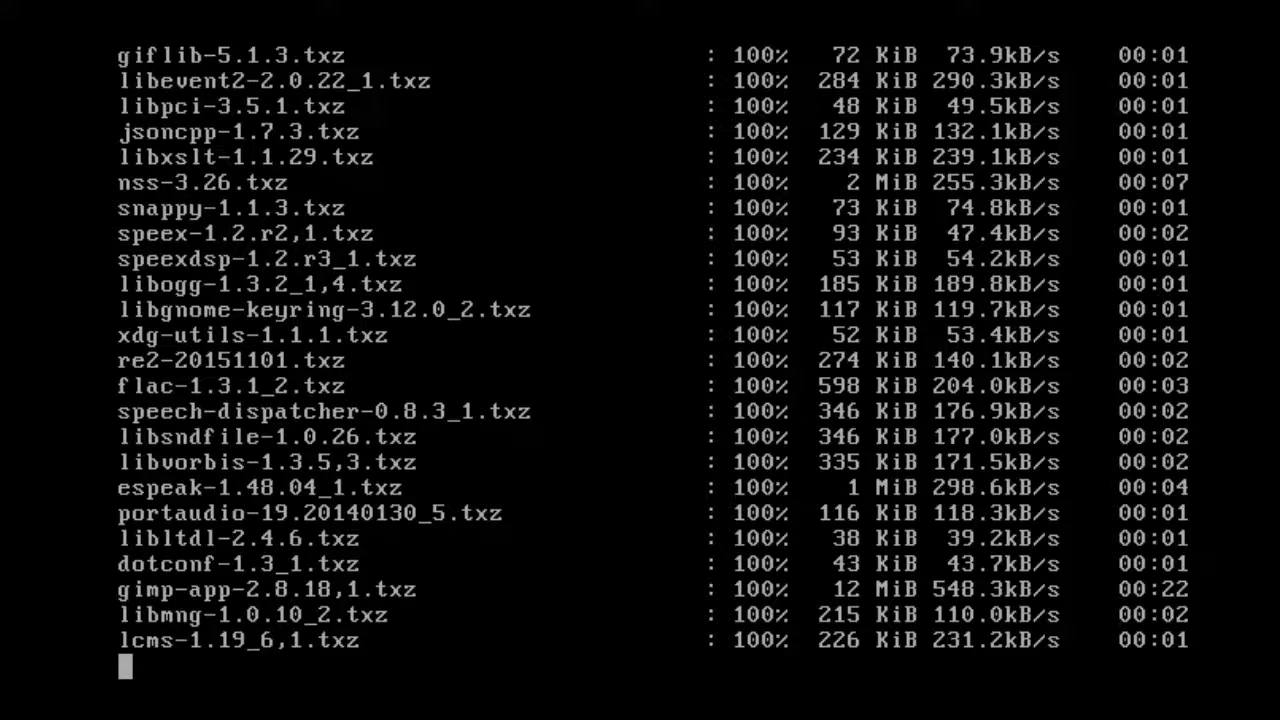 giflib-5.1.3.txz : 100% 72 KiB 73.9kB/s 00:01
libevent2-2.0.22_1.txz : 100% 284 KiB 290.3kB/s 00:01
libpci-3.5.1.txz : 100% 48 KiB 49.5kB/s 00:01
jsoncpp-1.7.3.txz : 100% 129 KiB 132.1kB/s 00:01
libxslt-1.1.29.txz : 100% 234 KiB 239.1kB/s 00:01
nss-3.26.txz : 100% 2 MiB 255.3kB/s 00:07
snappy-1.1.3.txz : 100% 73 KiB 74.8kB/s 00:01
speex-1.2.r2,1.txz : 100% 93 KiB 47.4kB/s 00:02
speexdsp-1.2.r3_1.txz : 100% 53 KiB 54.2kB/s 00:01
libogg-1.3.2_1,4.txz : 100% 185 KiB 189.8kB/s 00:01
libgnome-keyring-3.12.0_2.txz : 100% 117 KiB 119.7kB/s 00:01
xdg-utils-1.1.1.txz : 100% 52 KiB 53.4kB/s 00:01
re2-20151101.txz : 100% 274 KiB 140.1kB/s 00:02
flac-1.3.1_2.txz : 100% 598 KiB 204.0kB/s 00:03
speech-dispatcher-0.8.3_1.txz : 100% 346 KiB 176.9kB/s 00:02
libsndfile-1.0.26.txz : 100% 346 KiB 177.0kB/s 00:02
libvorbis-1.3.5,3.txz : 100% 335 KiB 171.5kB/s 00:02
espeak-1.48.04_1.txz : 100% 1 MiB 298.6kB/s 00:04
portaudio-19.20140130_5.txz : 100% 116 KiB 118.3kB/s 00:01
libltdl-2.4.6.txz : 100% 38 KiB 39.2kB/s 00:01
dotconf-1.3_1.txz : 100% 43 KiB 43.7kB/s 00:01
gimp-app-2.8.18,1.txz : 100% 12 MiB 548.3kB/s 00:22
libmng-1.0.10_2.txz : 100% 215 KiB 110.0kB/s 00:02
lcms-1.19_6,1.txz : 100% 226 KiB 231.2kB/s 00:01